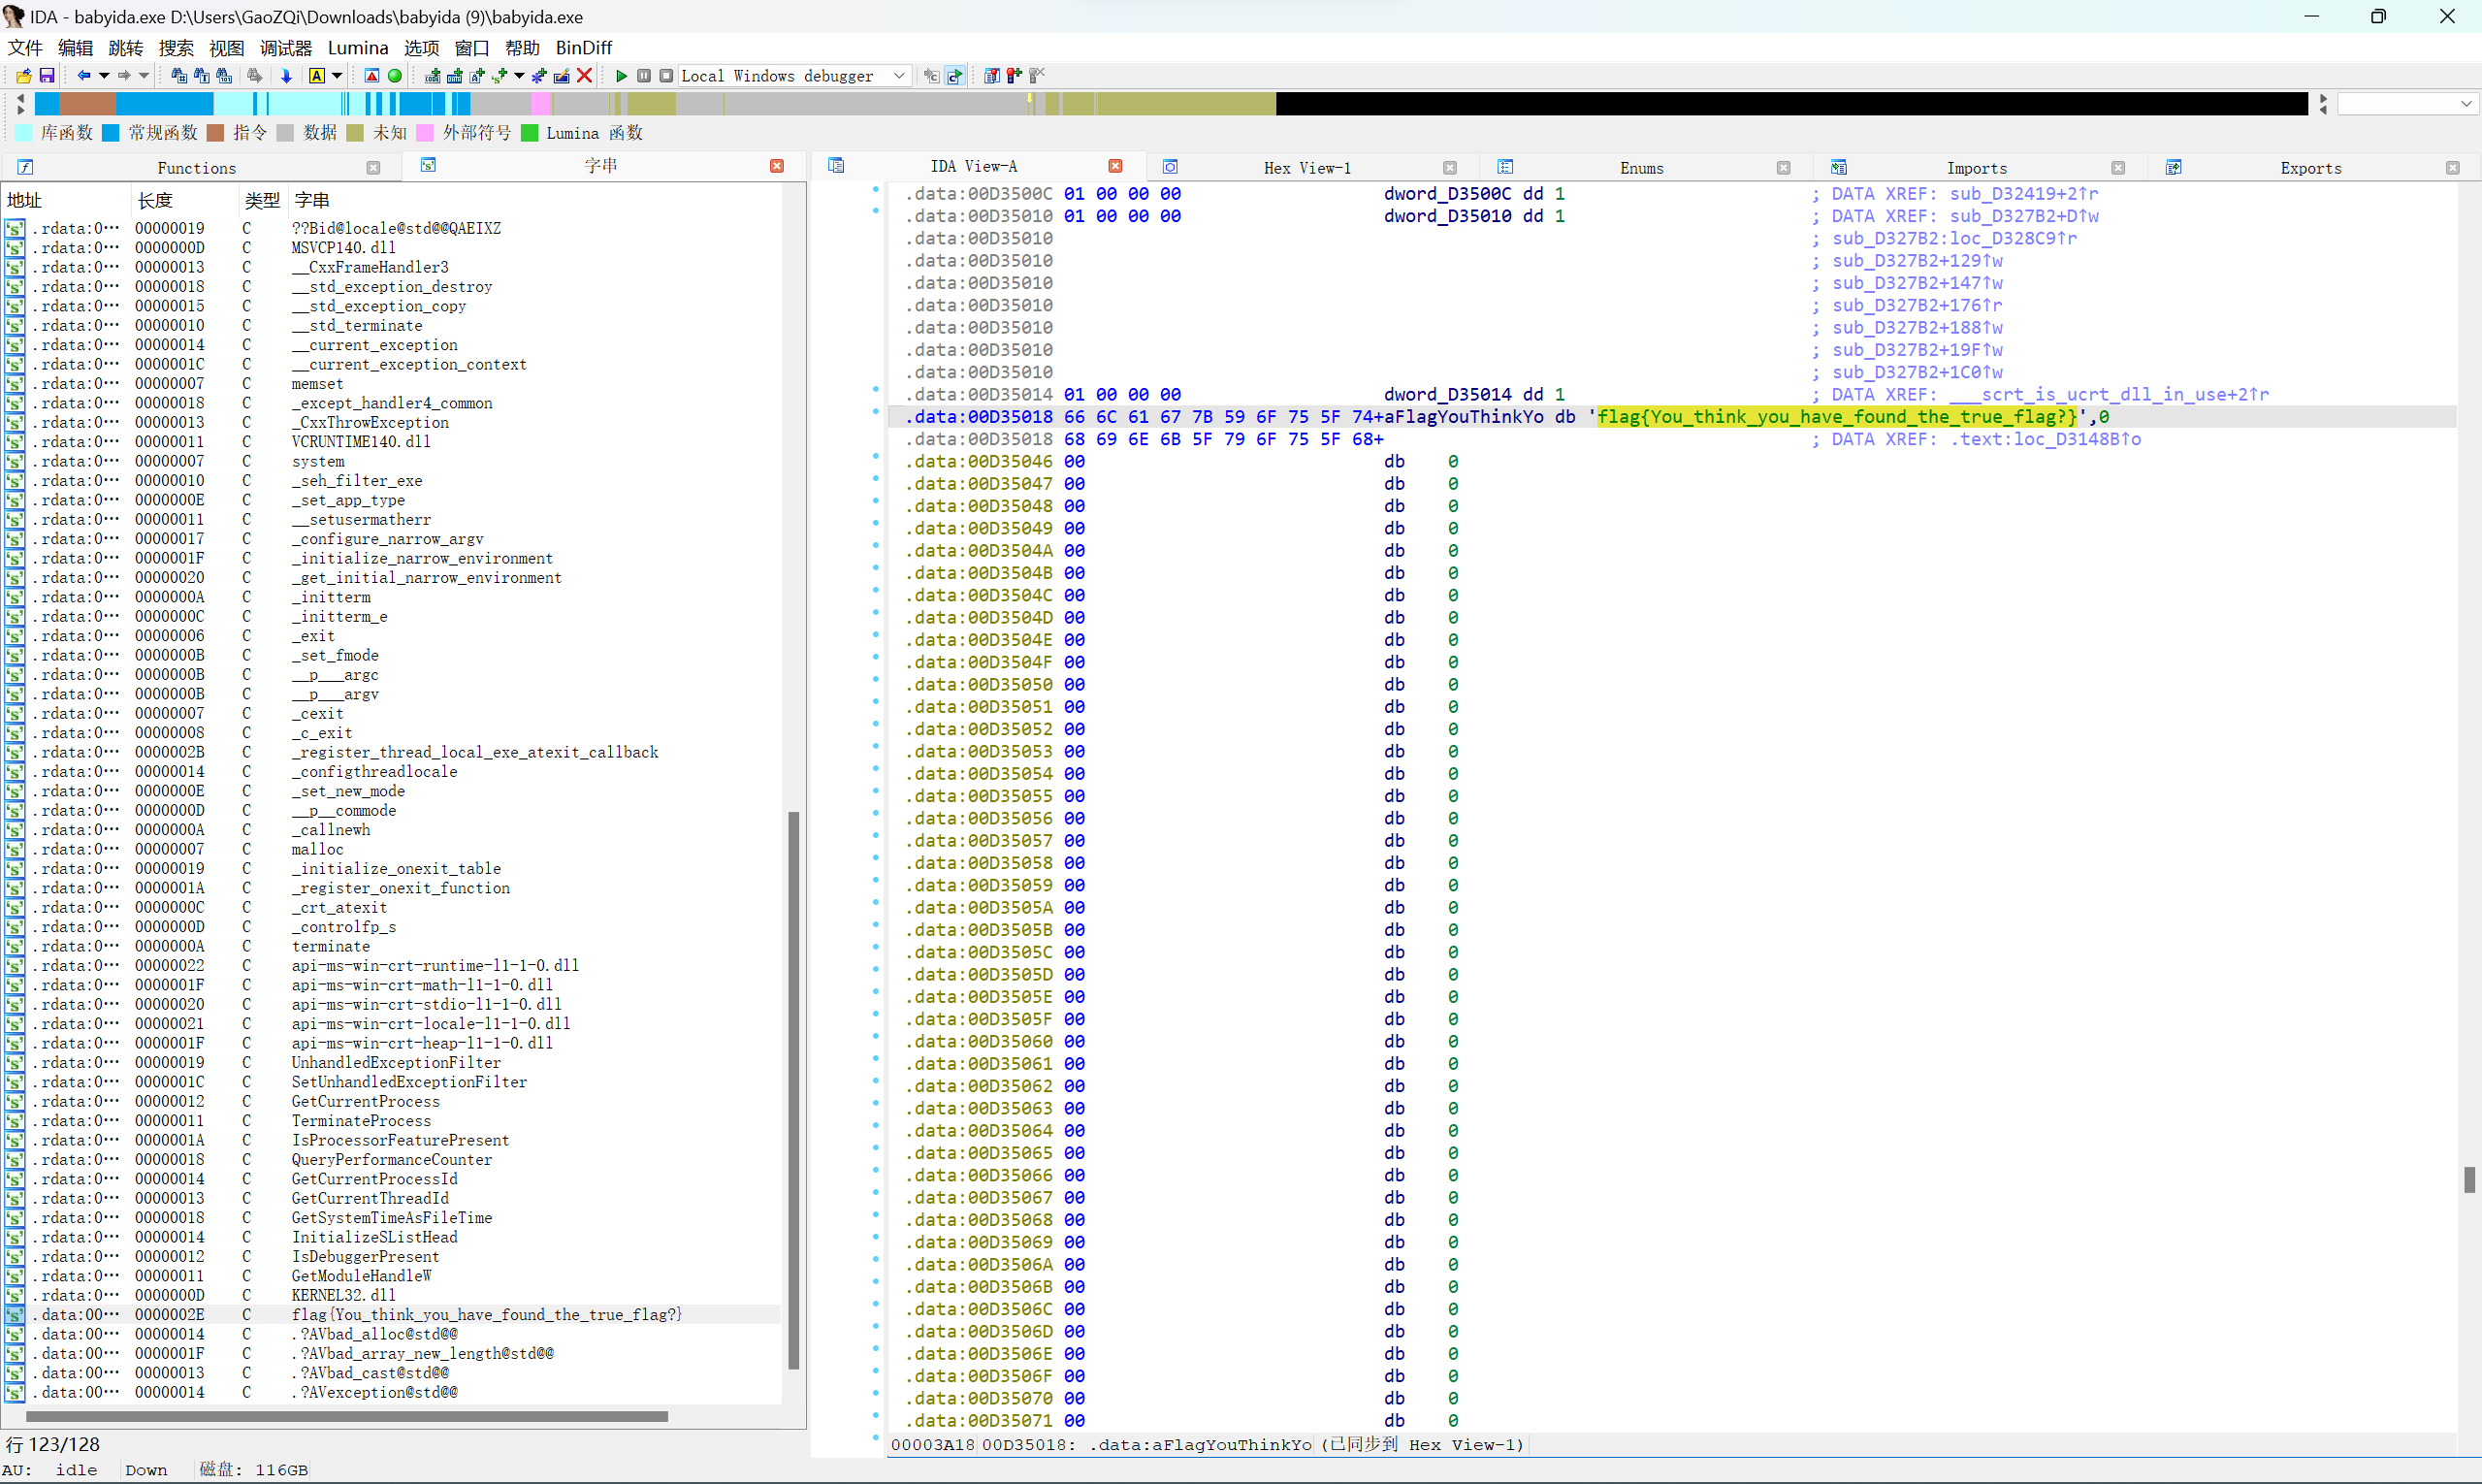 IDA - babyida.exe D:\Users\GaoZQi\Downloads\babyida (9)\babyida.exe
文件 编辑 跳转 搜索 视图 调试器 Lumina 选项 窗口 帮助 BinDiff
Local Windows debugger
库函数 常规函数 指令 数据 未知 外部符号 Lumina 函数
Functions 字串 IDA View-A Hex View-1 Enums Imports Exports
地址 长度 类型 字串
.rdata:0… 00000019 C ??Bid@locale@std@@QAEIXZ
.rdata:0… 0000000D C MSVCP140.dll
.rdata:0… 00000013 C __CxxFrameHandler3
.rdata:0… 00000018 C __std_exception_destroy
.rdata:0… 00000015 C __std_exception_copy
.rdata:0… 00000010 C __std_terminate
.rdata:0… 00000014 C __current_exception
.rdata:0… 0000001C C __current_exception_context
.rdata:0… 00000007 C memset
.rdata:0… 00000018 C _except_handler4_common
.rdata:0… 00000013 C _CxxThrowException
.rdata:0… 00000011 C VCRUNTIME140.dll
.rdata:0… 00000007 C system
.rdata:0… 00000010 C _seh_filter_exe
.rdata:0… 0000000E C _set_app_type
.rdata:0… 00000011 C __setusermatherr
.rdata:0… 00000017 C _configure_narrow_argv
.rdata:0… 0000001F C _initialize_narrow_environment
.rdata:0… 00000020 C _get_initial_narrow_environment
.rdata:0… 0000000A C _initterm
.rdata:0… 0000000C C _initterm_e
.rdata:0… 00000006 C _exit
.rdata:0… 0000000B C _set_fmode
.rdata:0… 0000000B C __p___argc
.rdata:0… 0000000B C __p___argv
.rdata:0… 00000007 C _cexit
.rdata:0… 00000008 C _c_exit
.rdata:0… 0000002B C _register_thread_local_exe_atexit_callback
.rdata:0… 00000014 C _configthreadlocale
.rdata:0… 0000000E C _set_new_mode
.rdata:0… 0000000D C __p__commode
.rdata:0… 0000000A C _callnewh
.rdata:0… 00000007 C malloc
.rdata:0… 00000019 C _initialize_onexit_table
.rdata:0… 0000001A C _register_onexit_function
.rdata:0… 0000000C C _crt_atexit
.rdata:0… 0000000D C _controlfp_s
.rdata:0… 0000000A C terminate
.rdata:0… 00000022 C api-ms-win-crt-runtime-l1-1-0.dll
.rdata:0… 0000001F C api-ms-win-crt-math-l1-1-0.dll
.rdata:0… 00000020 C api-ms-win-crt-stdio-l1-1-0.dll
.rdata:0… 00000021 C api-ms-win-crt-locale-l1-1-0.dll
.rdata:0… 0000001F C api-ms-win-crt-heap-l1-1-0.dll
.rdata:0… 00000019 C UnhandledExceptionFilter
.rdata:0… 0000001C C SetUnhandledExceptionFilter
.rdata:0… 00000012 C GetCurrentProcess
.rdata:0… 00000011 C TerminateProcess
.rdata:0… 0000001A C IsProcessorFeaturePresent
.rdata:0… 00000018 C QueryPerformanceCounter
.rdata:0… 00000014 C GetCurrentProcessId
.rdata:0… 00000013 C GetCurrentThreadId
.rdata:0… 00000018 C GetSystemTimeAsFileTime
.rdata:0… 00000014 C InitializeSListHead
.rdata:0… 00000012 C IsDebuggerPresent
.rdata:0… 00000011 C GetModuleHandleW
.rdata:0… 0000000D C KERNEL32.dll
.data:00… 0000002E C flag{You_think_you_have_found_the_true_flag?}
.data:00… 00000014 C .?AVbad_alloc@std@@
.data:00… 0000001F C .?AVbad_array_new_length@std@@
.data:00… 00000013 C .?AVbad_cast@std@@
.data:00… 00000014 C .?AVexception@std@@
行 123/128
.data:00D3500C 01 00 00 00 dword_D3500C dd 1 ; DATA XREF: sub_D32419+2↑r
.data:00D35010 01 00 00 00 dword_D35010 dd 1 ; DATA XREF: sub_D327B2+D↑w
.data:00D35010 ; sub_D327B2:loc_D328C9↑r
.data:00D35010 ; sub_D327B2+129↑w
.data:00D35010 ; sub_D327B2+147↑w
.data:00D35010 ; sub_D327B2+176↑r
.data:00D35010 ; sub_D327B2+188↑w
.data:00D35010 ; sub_D327B2+19F↑w
.data:00D35010 ; sub_D327B2+1C0↑w
.data:00D35014 01 00 00 00 dword_D35014 dd 1 ; DATA XREF: ___scrt_is_ucrt_dll_in_use+2↑r
.data:00D35018 66 6C 61 67 7B 59 6F 75 5F 74+aFlagYouThinkYo db 'flag{You_think_you_have_found_the_true_flag?}',0
.data:00D35018 68 69 6E 6B 5F 79 6F 75 5F 68+ ; DATA XREF: .text:loc_D3148B↑o
.data:00D35046 00 db 0
.data:00D35047 00 db 0
.data:00D35048 00 db 0
.data:00D35049 00 db 0
.data:00D3504A 00 db 0
.data:00D3504B 00 db 0
.data:00D3504C 00 db 0
.data:00D3504D 00 db 0
.data:00D3504E 00 db 0
.data:00D3504F 00 db 0
.data:00D35050 00 db 0
.data:00D35051 00 db 0
.data:00D35052 00 db 0
.data:00D35053 00 db 0
.data:00D35054 00 db 0
.data:00D35055 00 db 0
.data:00D35056 00 db 0
.data:00D35057 00 db 0
.data:00D35058 00 db 0
.data:00D35059 00 db 0
.data:00D3505A 00 db 0
.data:00D3505B 00 db 0
.data:00D3505C 00 db 0
.data:00D3505D 00 db 0
.data:00D3505E 00 db 0
.data:00D3505F 00 db 0
.data:00D35060 00 db 0
.data:00D35061 00 db 0
.data:00D35062 00 db 0
.data:00D35063 00 db 0
.data:00D35064 00 db 0
.data:00D35065 00 db 0
.data:00D35066 00 db 0
.data:00D35067 00 db 0
.data:00D35068 00 db 0
.data:00D35069 00 db 0
.data:00D3506A 00 db 0
.data:00D3506B 00 db 0
.data:00D3506C 00 db 0
.data:00D3506D 00 db 0
.data:00D3506E 00 db 0
.data:00D3506F 00 db 0
.data:00D35070 00 db 0
.data:00D35071 00 db 0
00003A18 00D35018: .data:aFlagYouThinkYo (已同步到 Hex View-1)
AU: idle Down 磁盘: 116GB